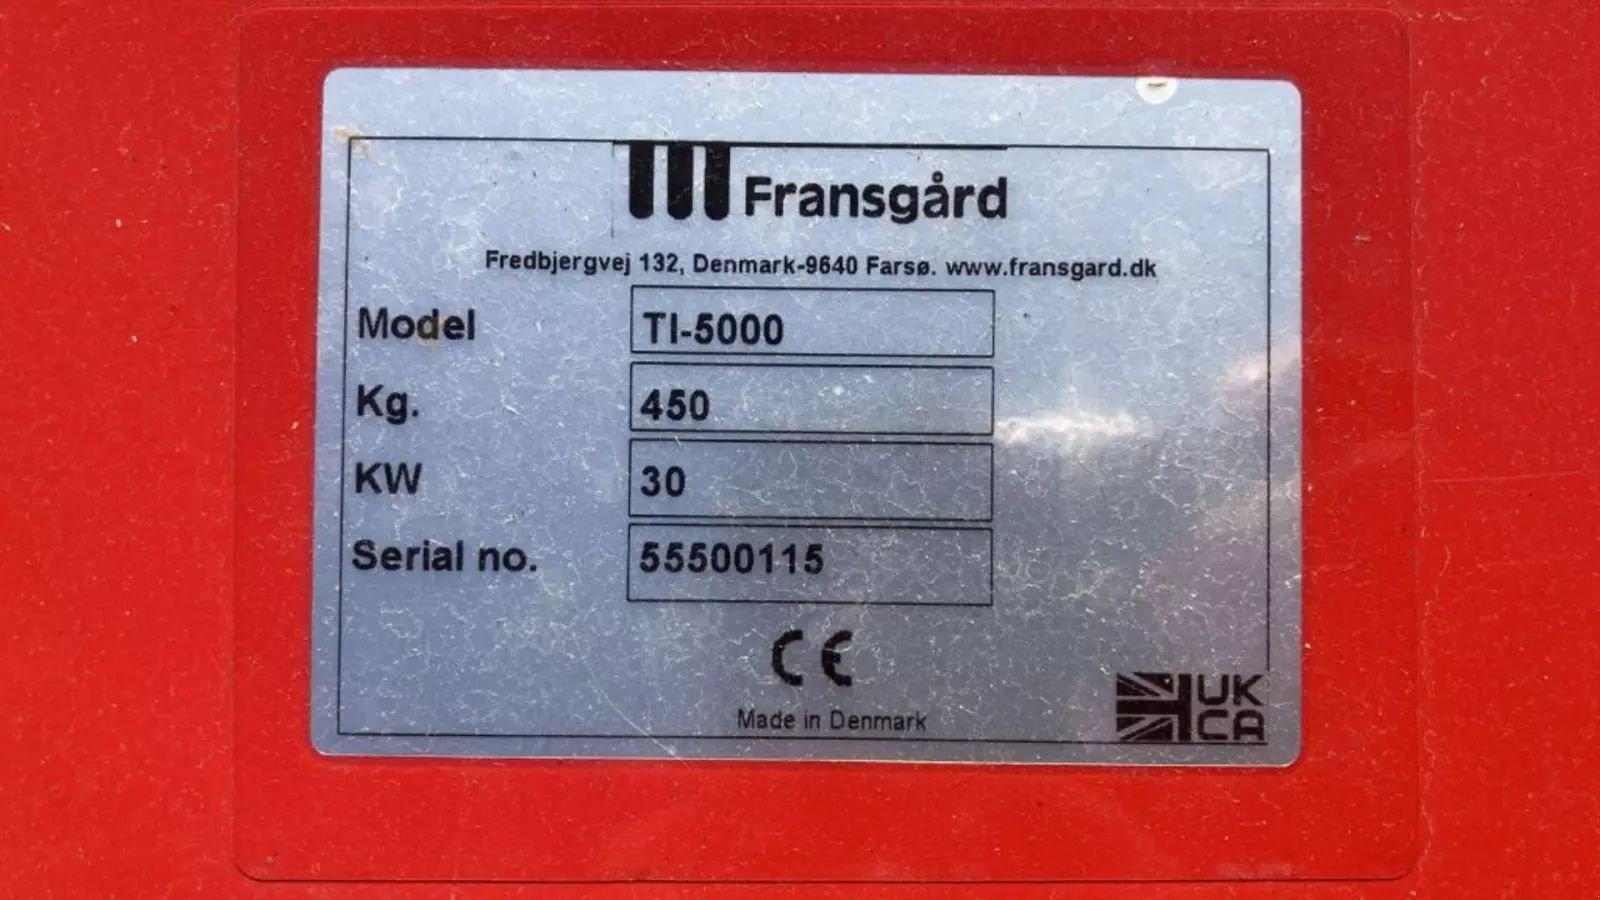 Fransgård
Fredbjergvej 132, Denmark-9640 Farsø. www.fransgard.dk
Model TI-5000
Kg. 450
KW 30
Serial no. 55500115
CE
Made in Denmark
UK
CA